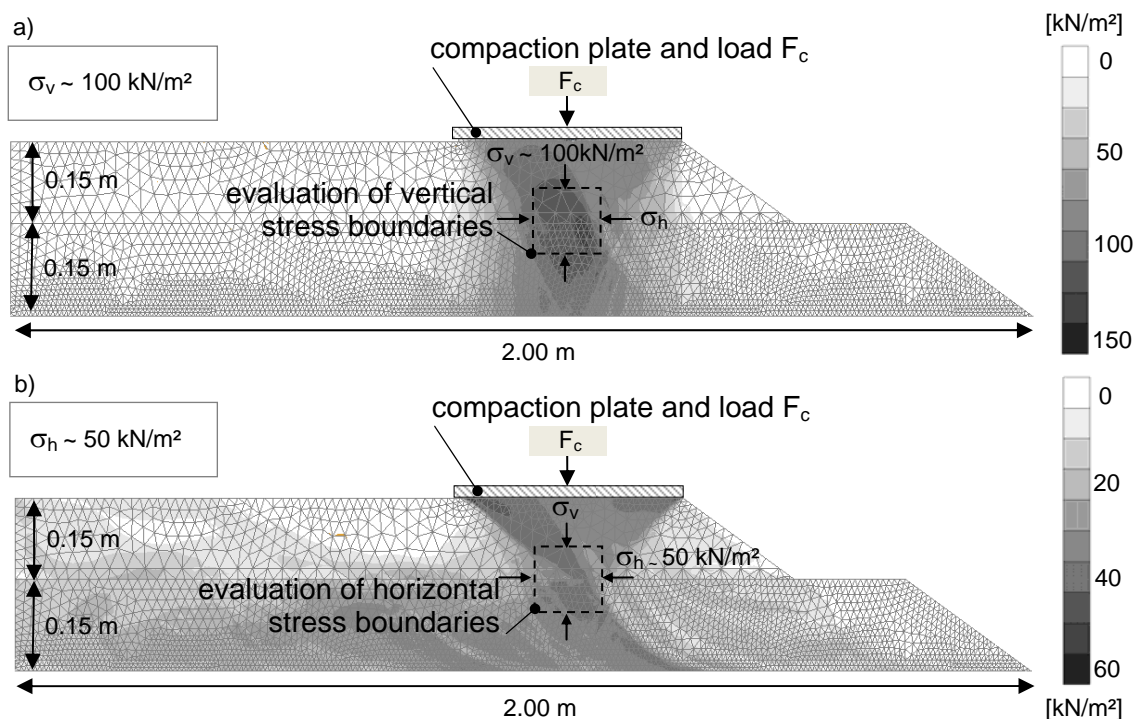 a)
[kN/m²]
σv ~ 100 kN/m²
compaction plate and load Fc
Fc
0
50
100
150
0.15 m
0.15 m
σv ~ 100kN/m²
evaluation of vertical
stress boundaries
σh
2.00 m
b)
σh ~ 50 kN/m²
compaction plate and load Fc
Fc
0
20
40
60
0.15 m
0.15 m
σv
σh ~ 50 kN/m²
evaluation of horizontal
stress boundaries
2.00 m
[kN/m²]